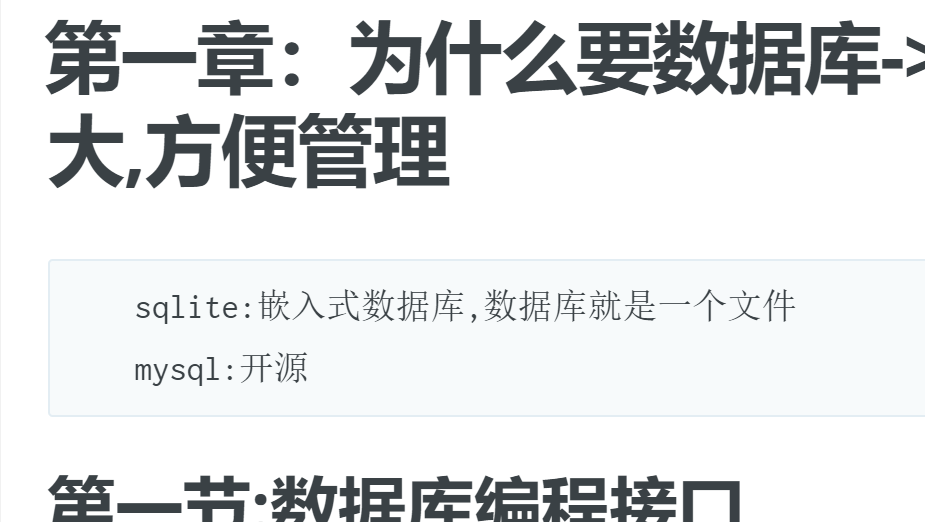 第一章：为什么要数据库->
大,方便管理
sqlite:嵌入式数据库,数据库就是一个文件
mysql:开源
第一节:数据库编程接口